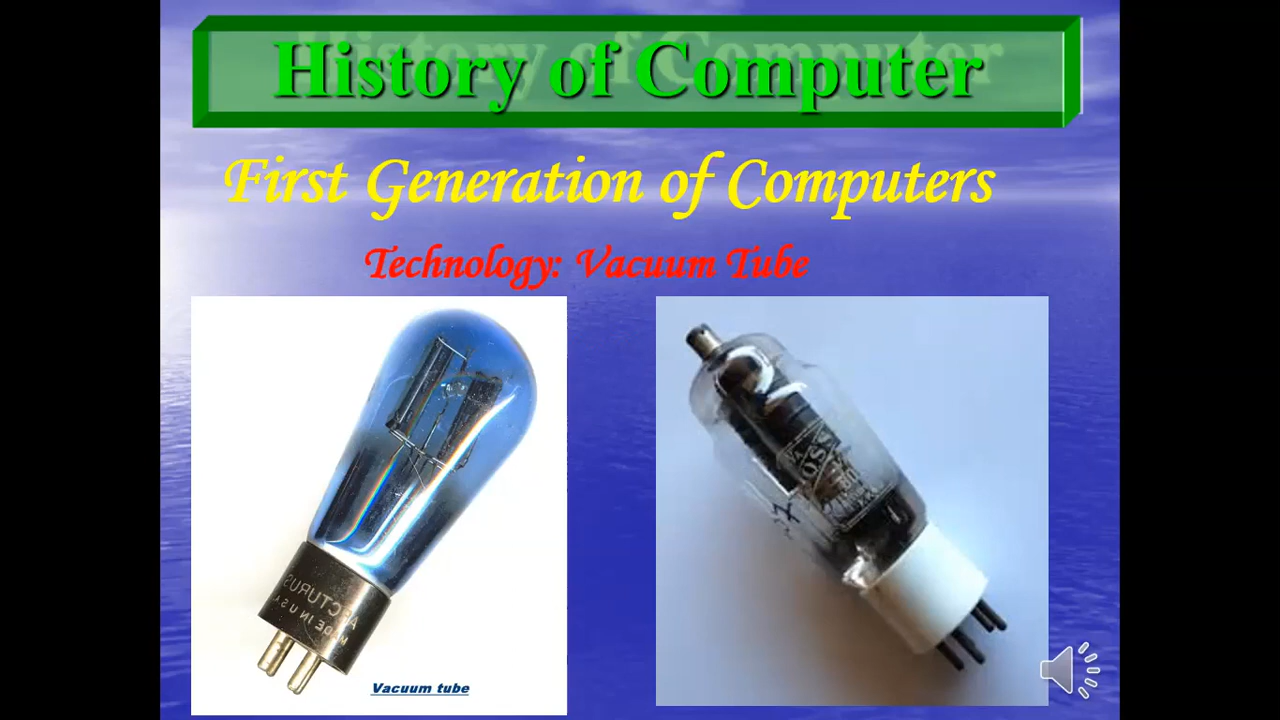 History of Computer
First Generation of Computers
Technology: Vacuum Tube
ARCTURUS
MADE IN U S A
Vacuum tube